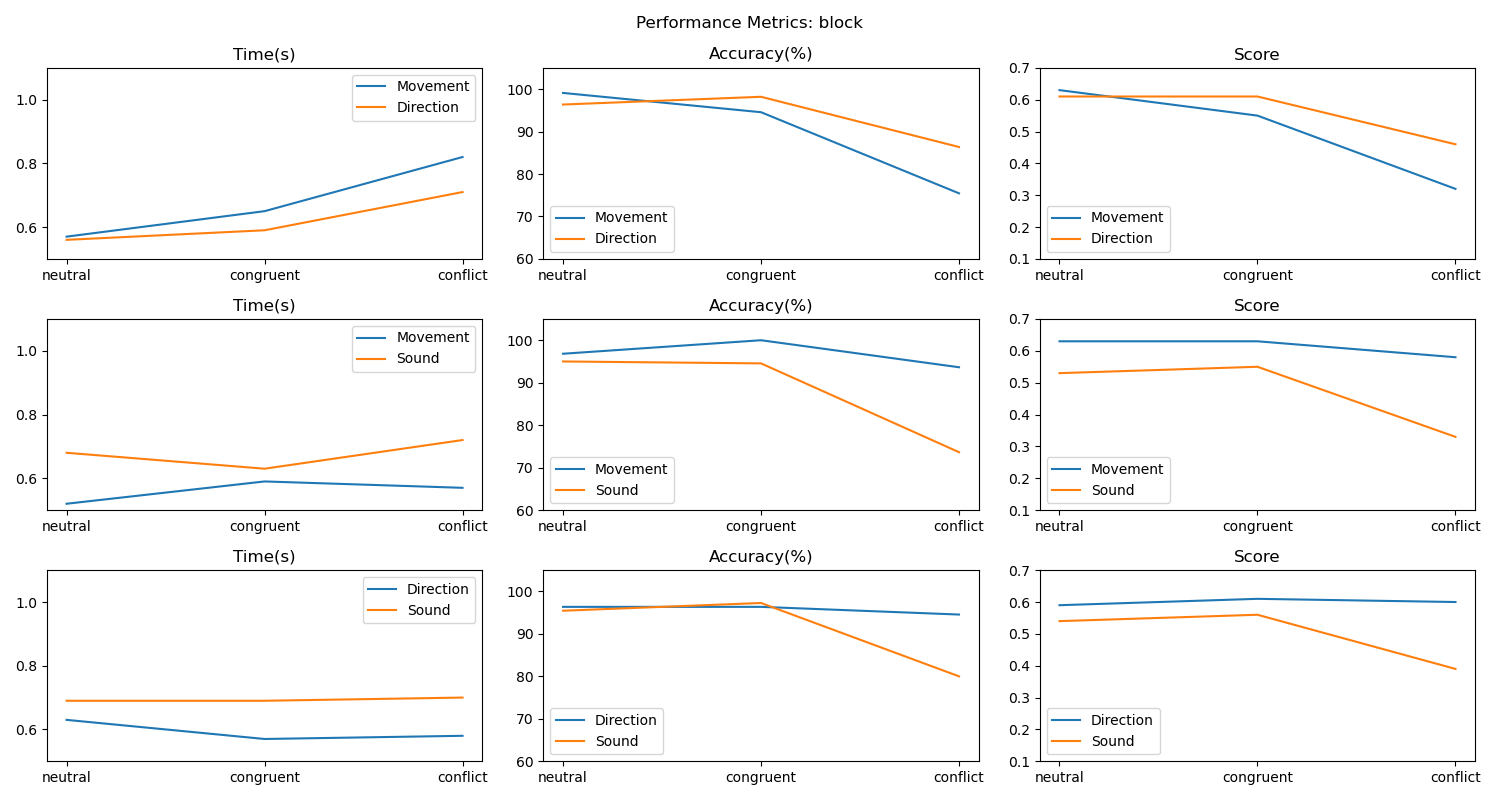 Performance Metrics: block
Time(s)
Accuracy(%)
Score
1.0
0.8
0.6
Movement
Direction
neutral
congruent
conflict
100
90
80
70
60
Movement
Direction
neutral
congruent
conflict
0.7
0.6
0.5
0.4
0.3
0.2
0.1
Movement
Direction
neutral
congruent
conflict
Time(s)
Accuracy(%)
Score
1.0
0.8
0.6
Movement
Sound
neutral
congruent
conflict
100
90
80
70
60
Movement
Sound
neutral
congruent
conflict
0.7
0.6
0.5
0.4
0.3
0.2
0.1
Movement
Sound
neutral
congruent
conflict
Time(s)
Accuracy(%)
Score
1.0
0.8
0.6
Direction
Sound
neutral
congruent
conflict
100
90
80
70
60
Direction
Sound
neutral
congruent
conflict
0.7
0.6
0.5
0.4
0.3
0.2
0.1
Direction
Sound
neutral
congruent
conflict